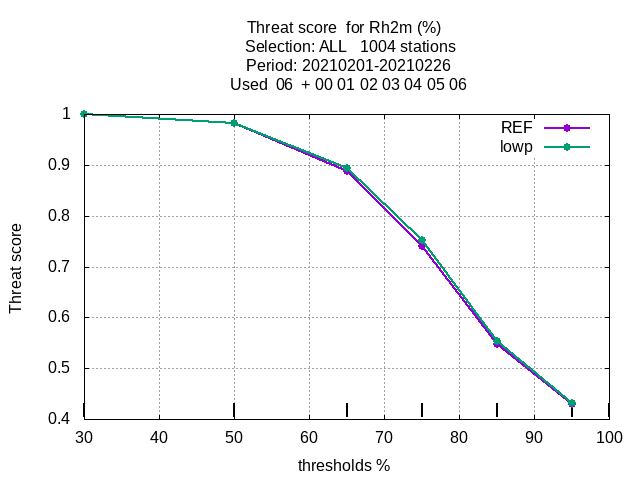 Threat score  for Rh2m (%)
Selection: ALL   1004 stations
Period: 20210201-20210226
Used  06  + 00 01 02 03 04 05 06
REF
lowp
1
0.9
0.8
0.7
0.6
0.5
0.4
Threat score
30 40 50 60 70 80 90 100
thresholds %